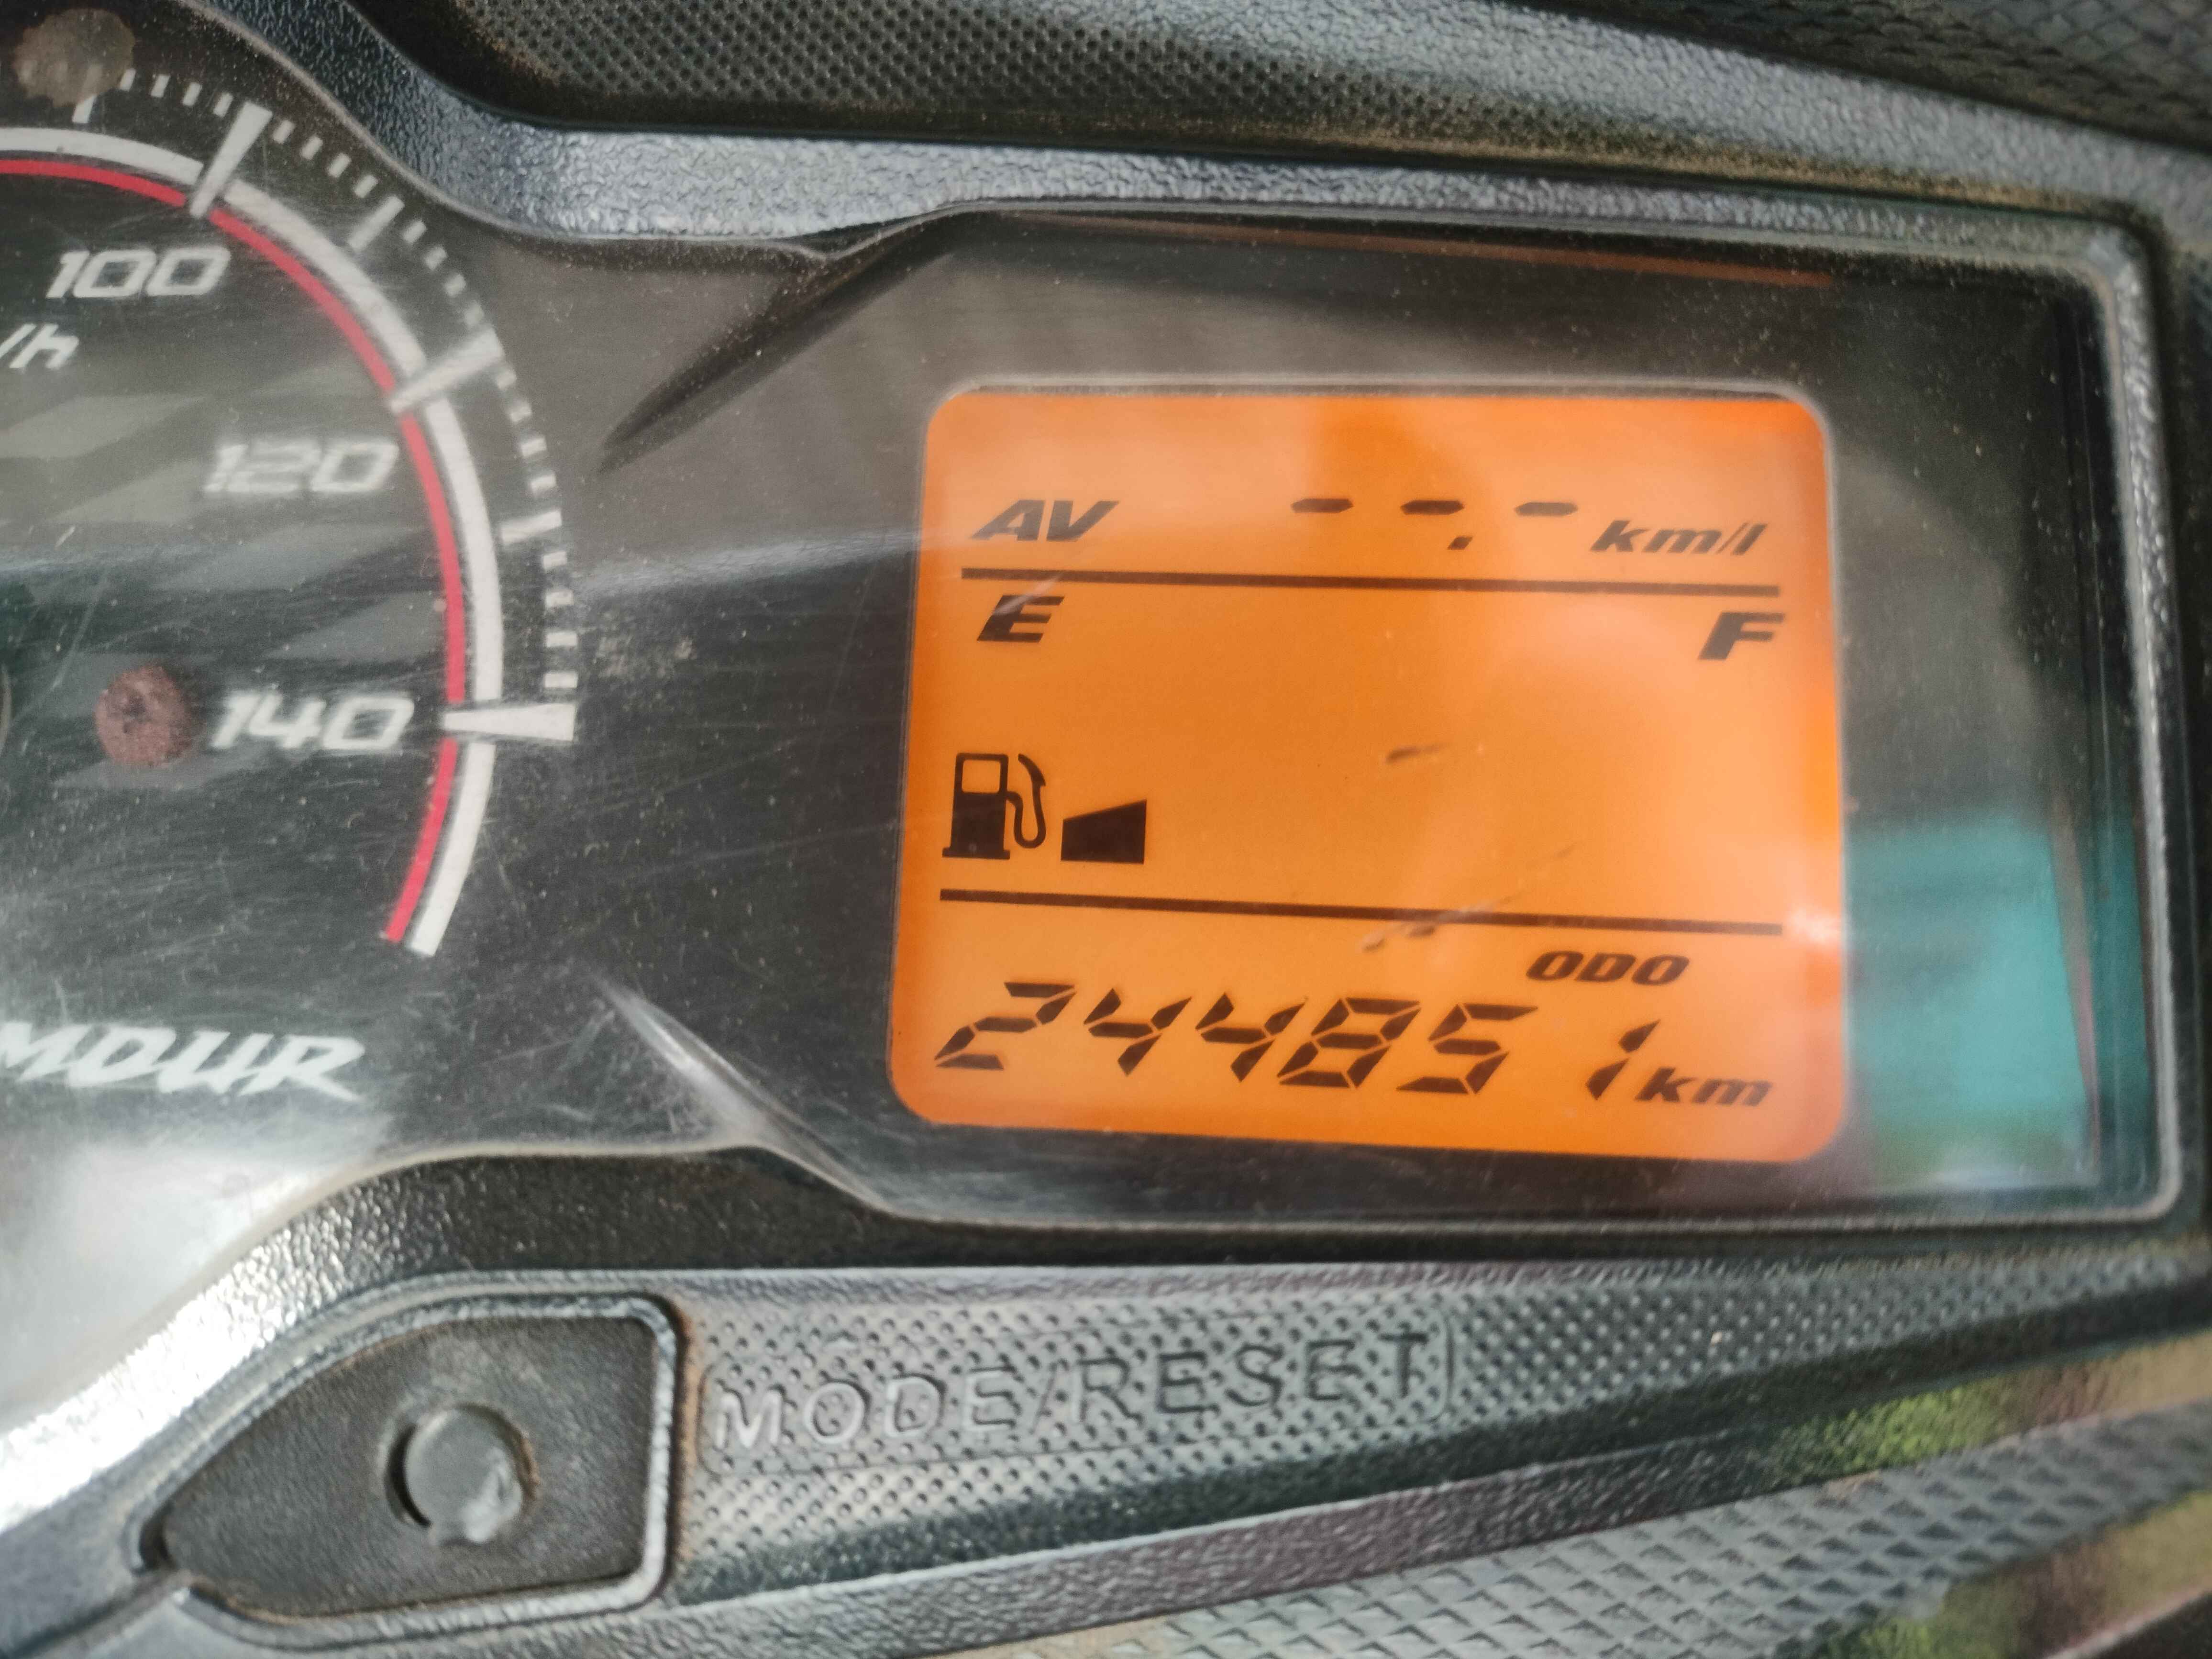 100
/h
120
140
AV --.- km/l
E F
ODO
244851 km
MOUR
MODE/RESET